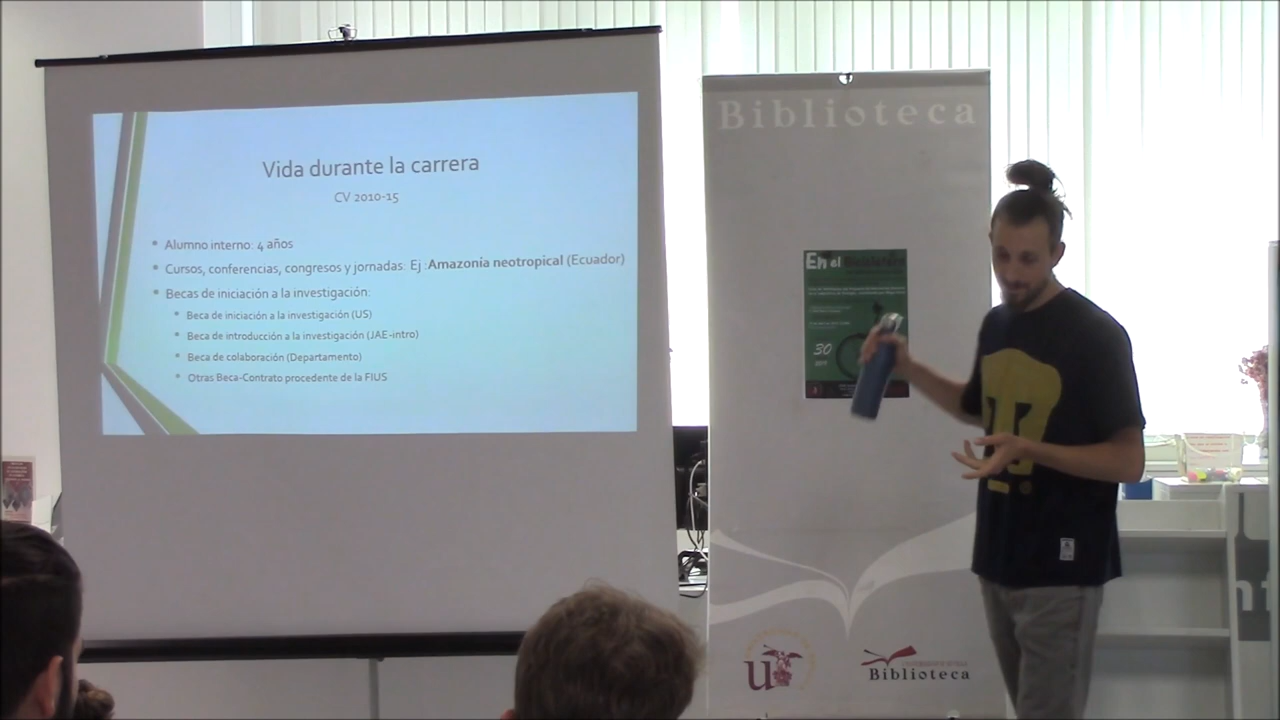 Vida durante la carrera
CV 2010-15
Alumno interno: 4 años
Cursos, conferencias, congresos y jornadas: Ej :Amazonía neotropical (Ecuador)
Becas de iniciación a la investigación:
Beca de iniciación a la investigación (US)
Beca de introducción a la investigación (JAE-intro)
Beca de colaboración (Departamento)
Otras Beca-Contrato procedente de la FIUS
Biblioteca
En el
30
Biblioteca